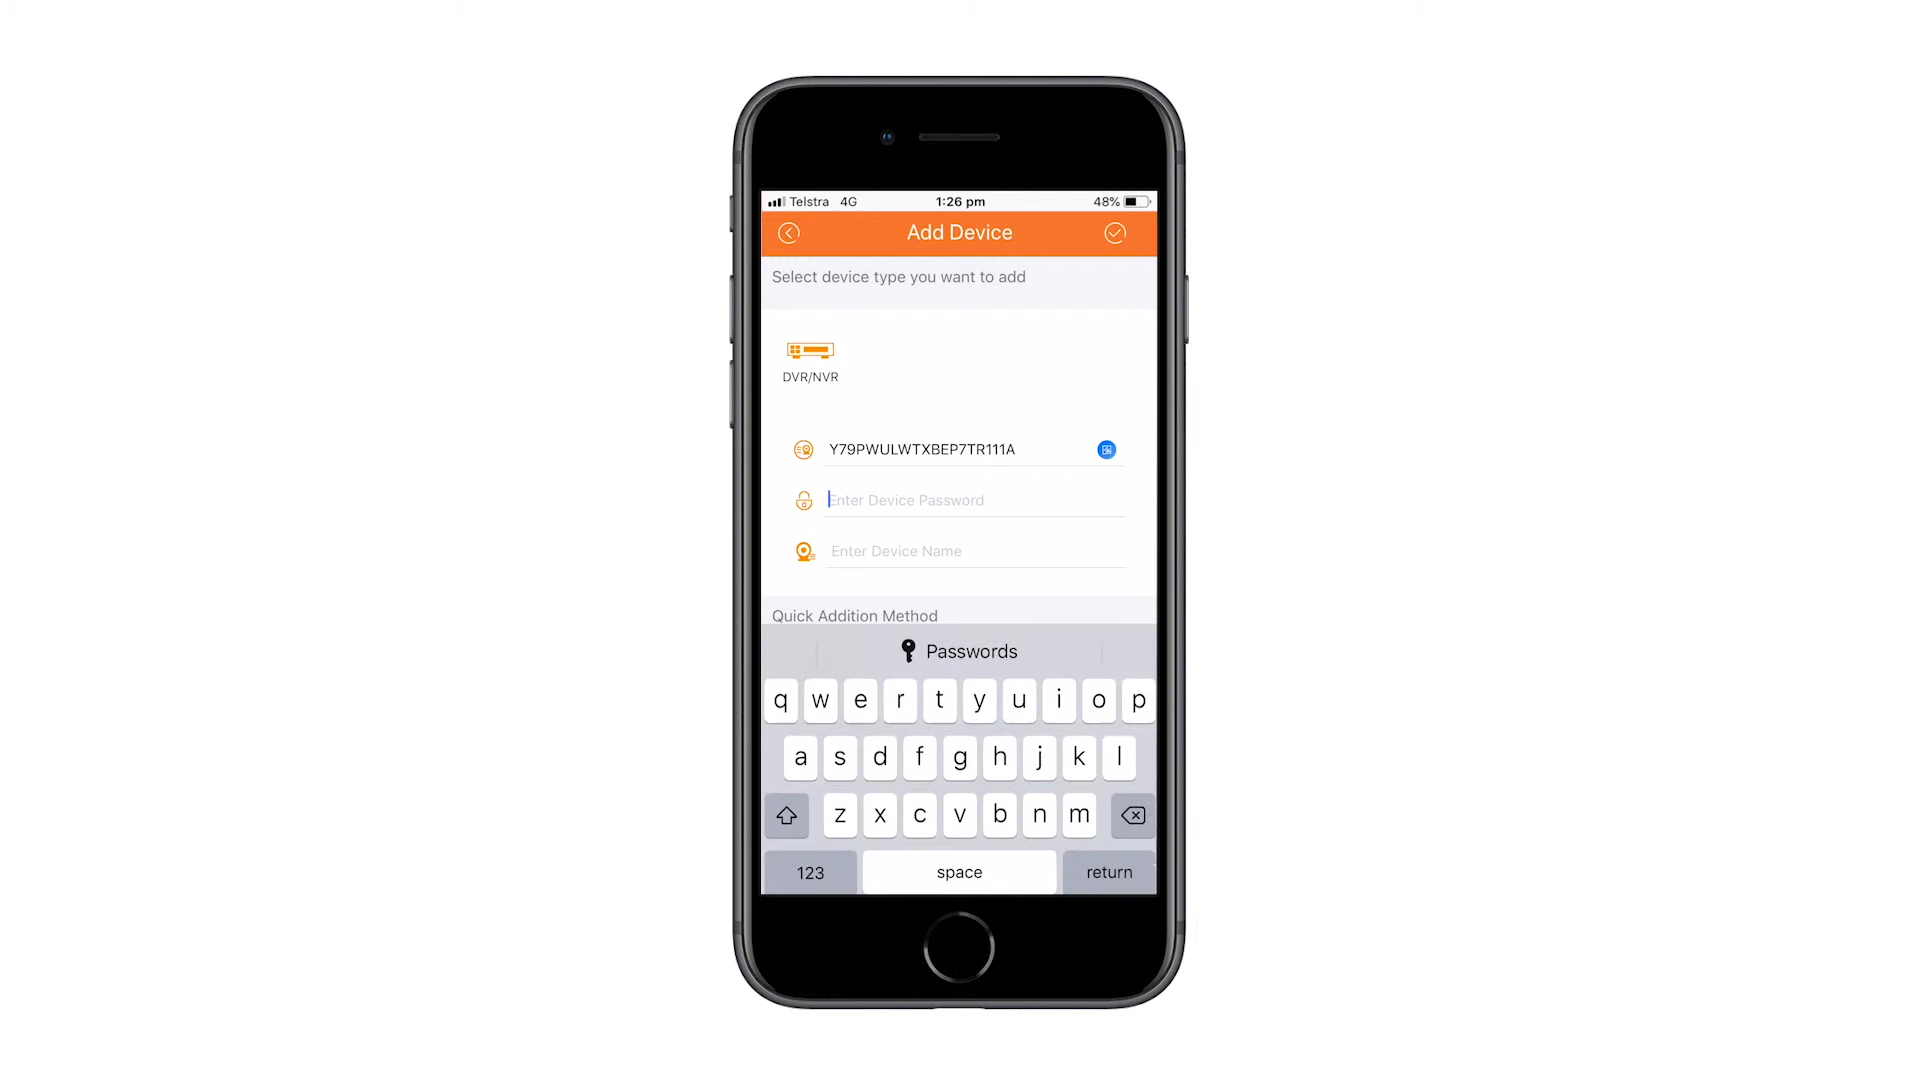 Telstra 4G 1:26 pm 48%
Add Device
Select device type you want to add
DVR/NVR
Y79PWULWTXBEP7TR111A
Enter Device Password
Enter Device Name
Quick Addition Method
Passwords
q w e r t y u i o p
a s d f g h j k l
z x c v b n m
123 space return